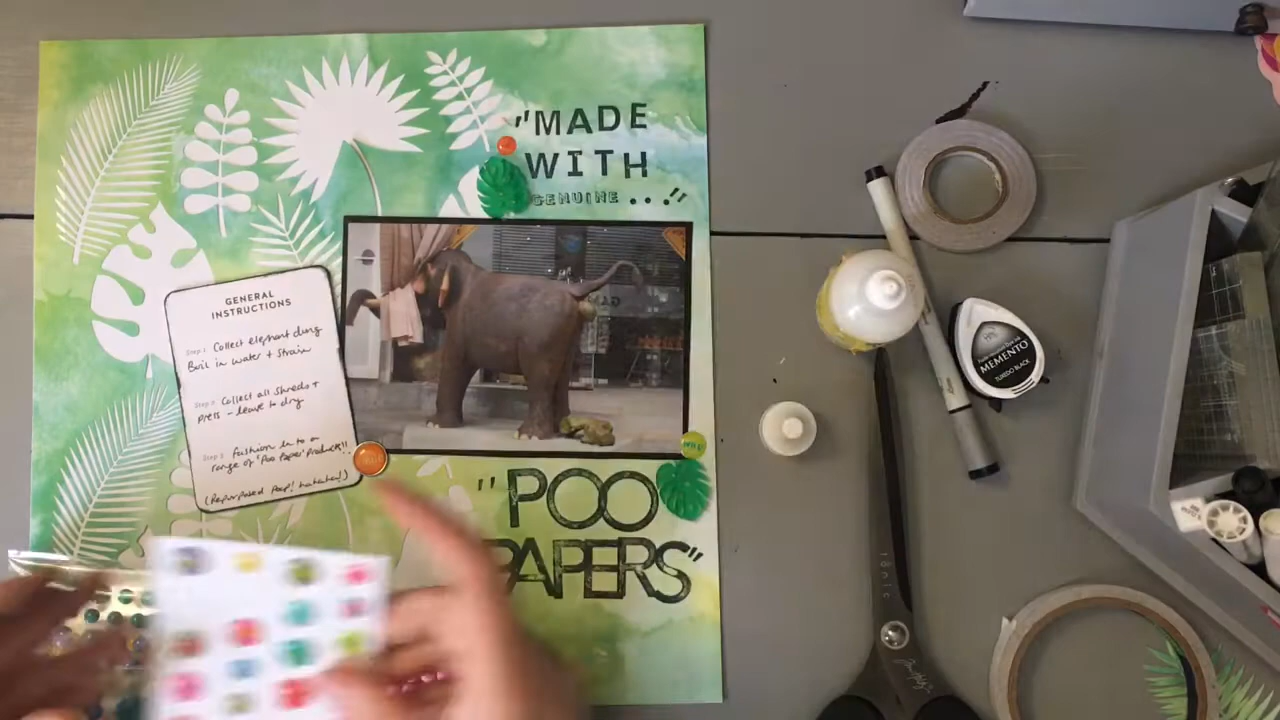 "MADE
WITH
GENUINE ..."
GENERAL
INSTRUCTIONS
Step 1 Collect elephant dung
Boil in water + strain
Step 2 Collect all shreds +
press - leave to dry
Step 3 Fashion in to a
range of 'Poo Paper' Products!!
(Repurposed Poop! hahaha!)
"POO
PAPERS"
MEMENTO
TUXEDO BLACK
tonic